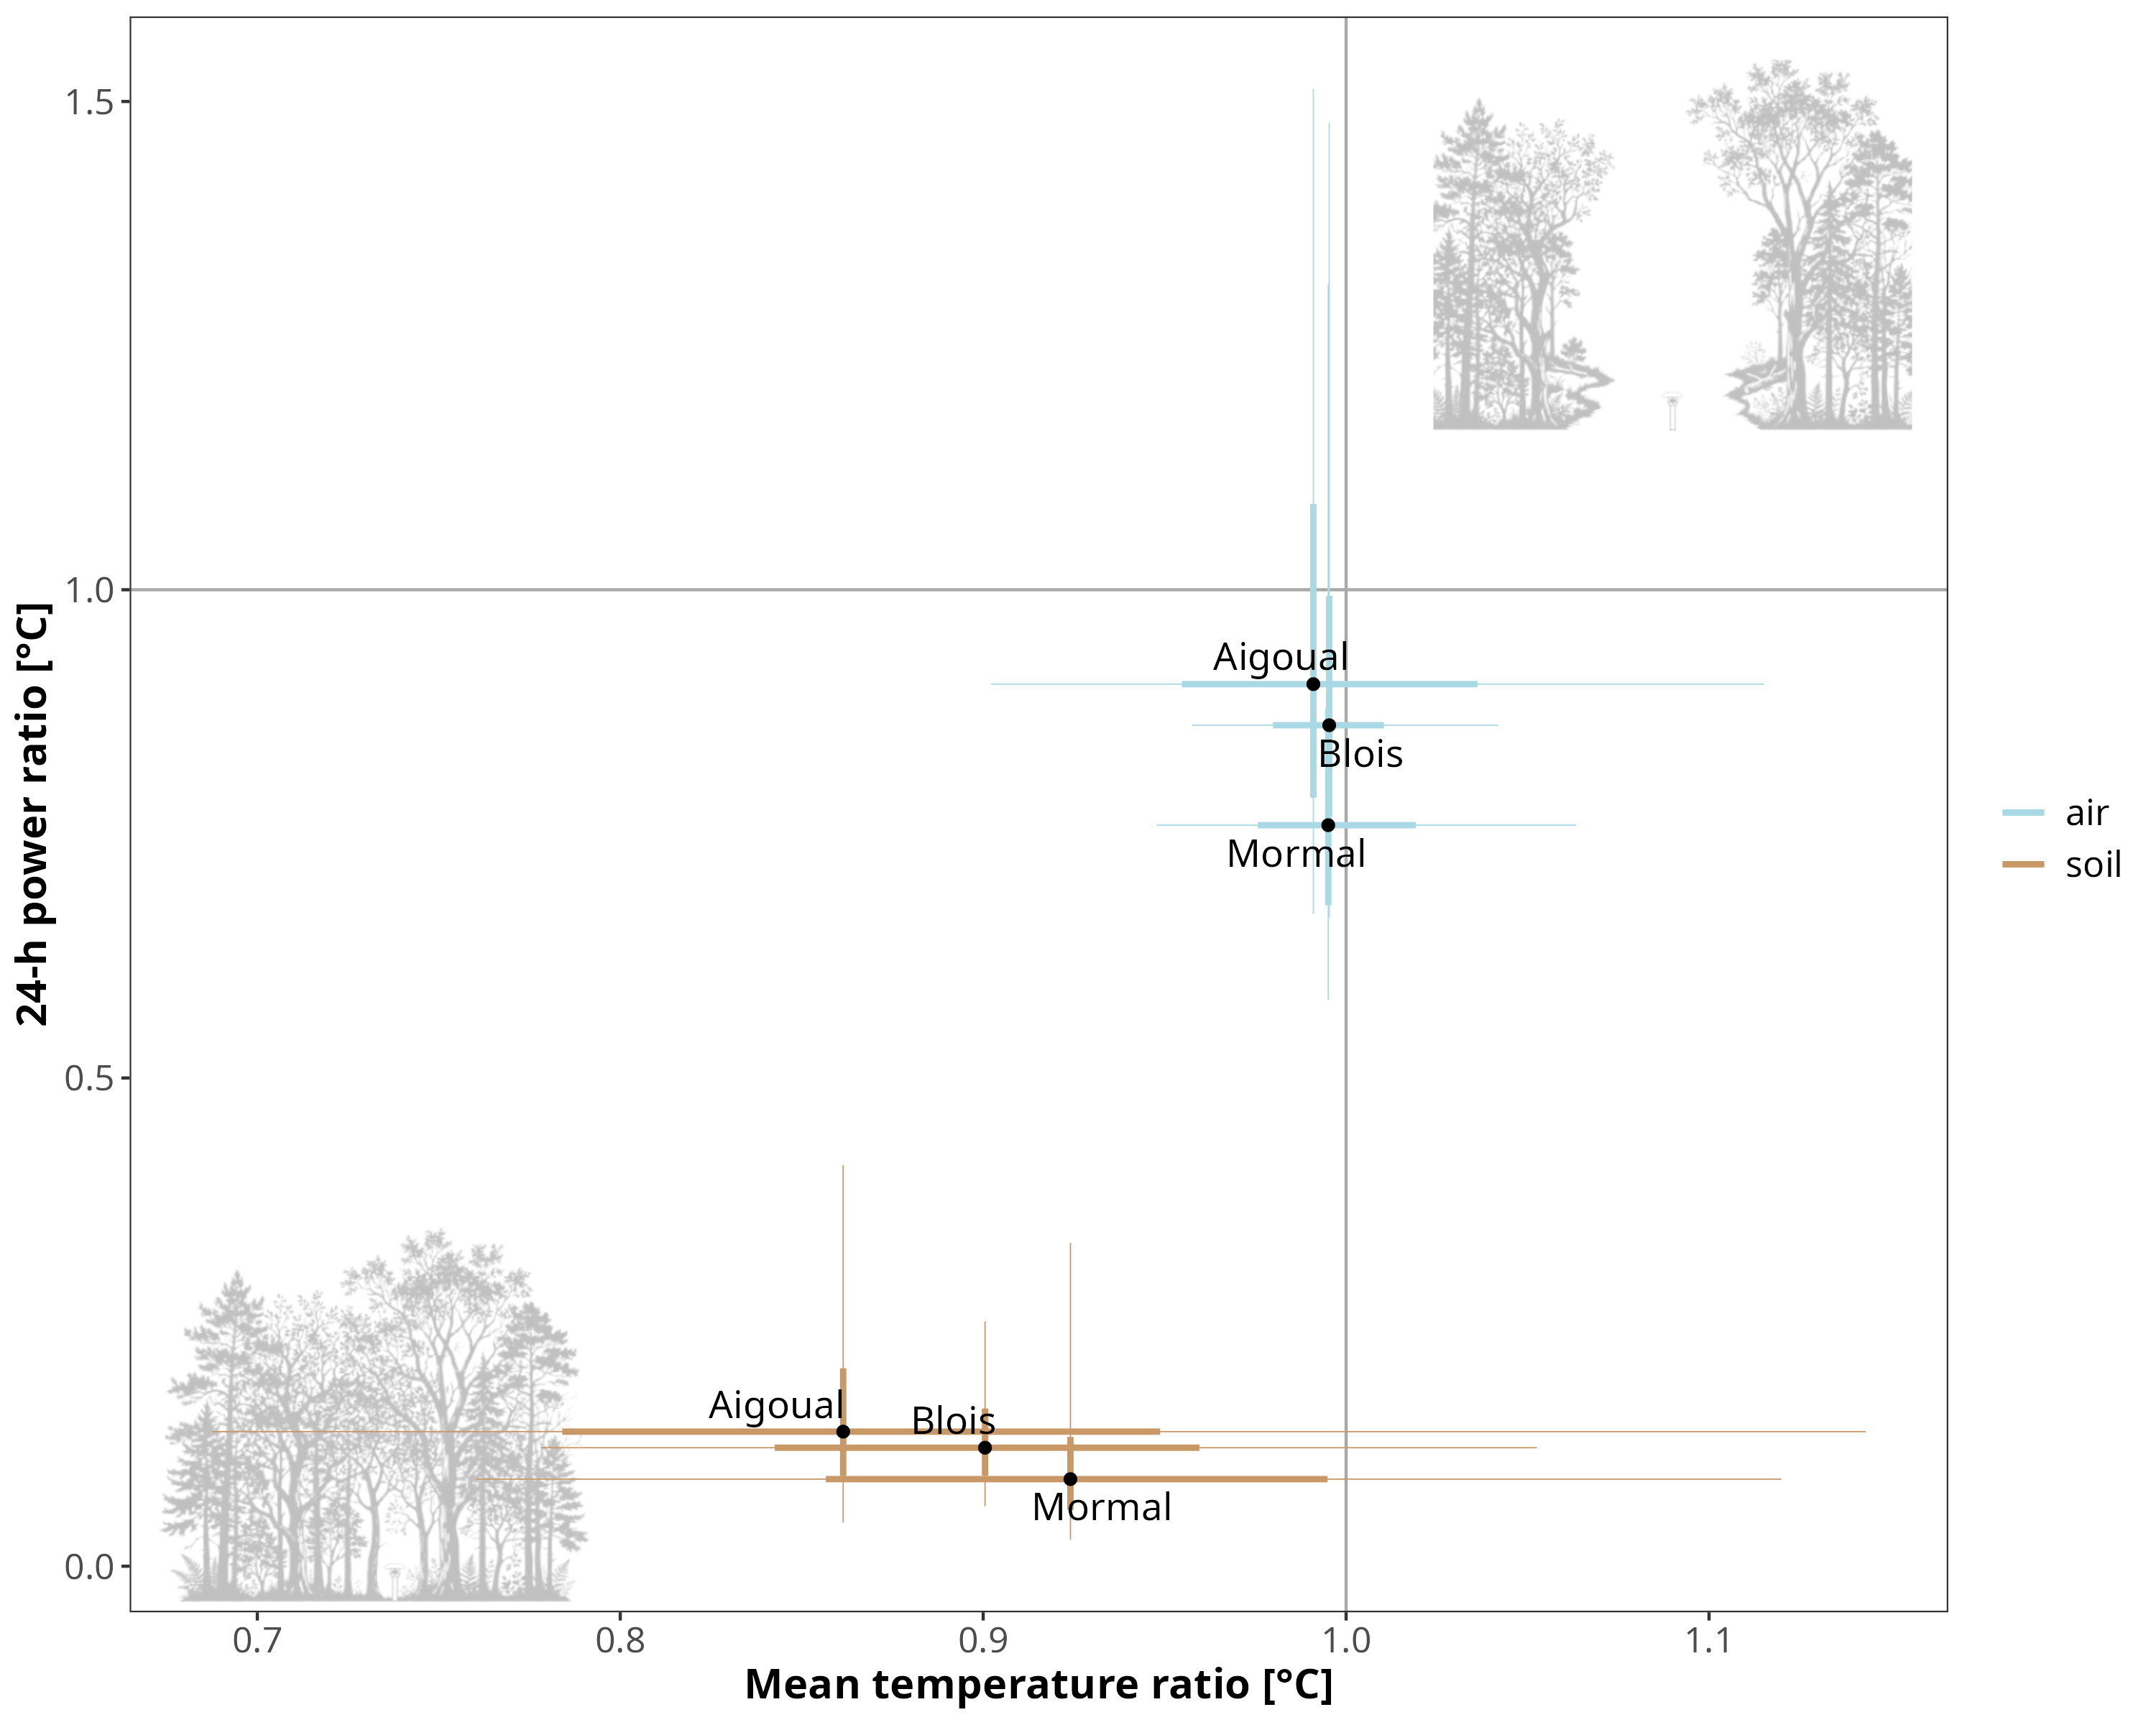 1.5
1.0
0.5
0.0
24-h power ratio [°C]
Aigoual
Blois
Mormal
Aigoual
Blois
Mormal
0.7
0.8
0.9
1.0
1.1
Mean temperature ratio [°C]
air
soil